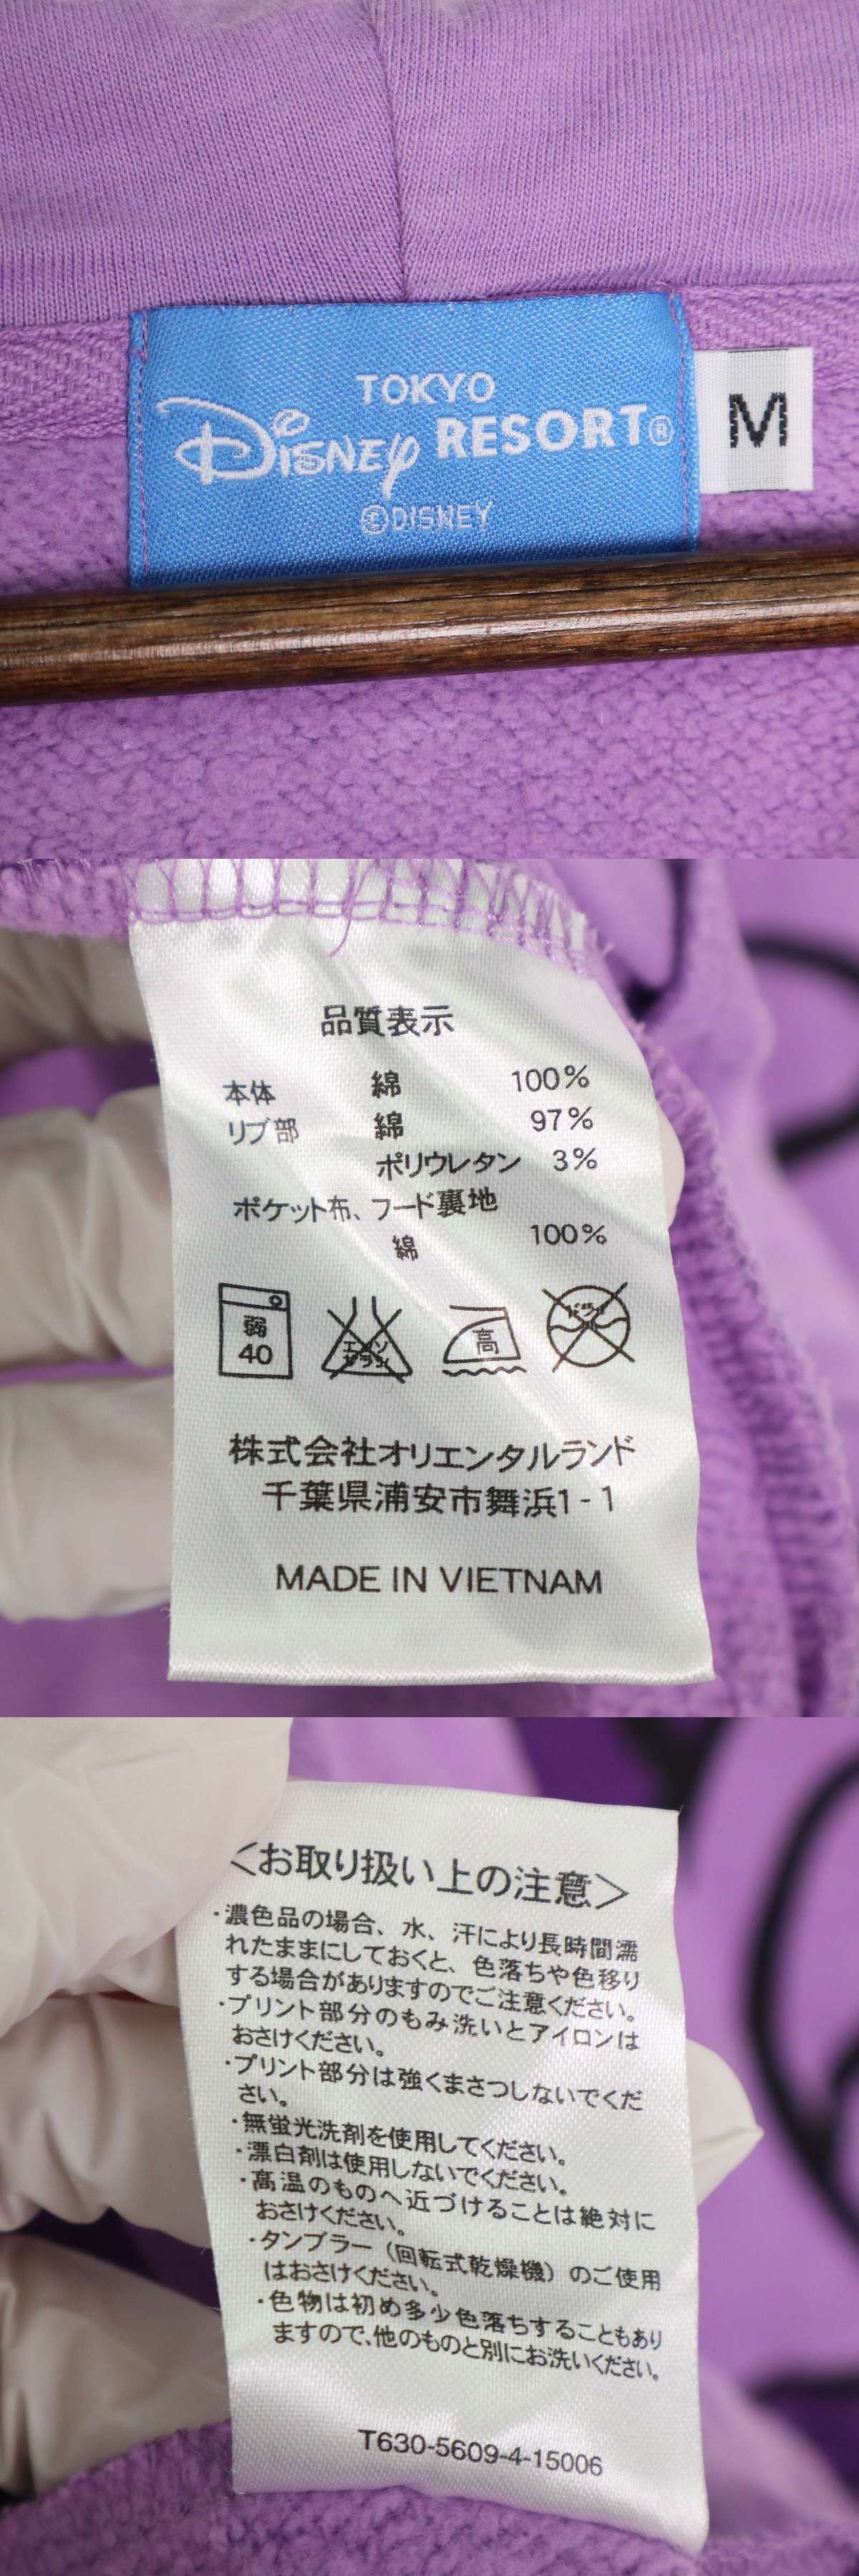 TOKYO
Disney RESORT®
©DISNEY
M
品質表示
本体 綿 100%
リブ部 綿 97%
ポリウレタン 3%
ポケット布、フード裏地
綿 100%
弱
40
エンソ
サラシ
高
ドライ
株式会社オリエンタルランド
千葉県浦安市舞浜1-1
MADE IN VIETNAM
<お取り扱い上の注意>
・濃色品の場合、水、汗により長時間濡
れたままにしておくと、色落ちや色移り
する場合がありますのでご注意ください。
・プリント部分のもみ洗いとアイロンは
おさけください。
・プリント部分は強くまさつしないでくだ
さい。
・無蛍光洗剤を使用してください。
・漂白剤は使用しないでください。
・高温のものへ近づけることは絶対に
おさけください。
・タンブラー（回転式乾燥機）のご使用
はおさけください。
・色物は初め多少色落ちすることもあり
ますので、他のものと別にお洗いください。
T630-5609-4-15006